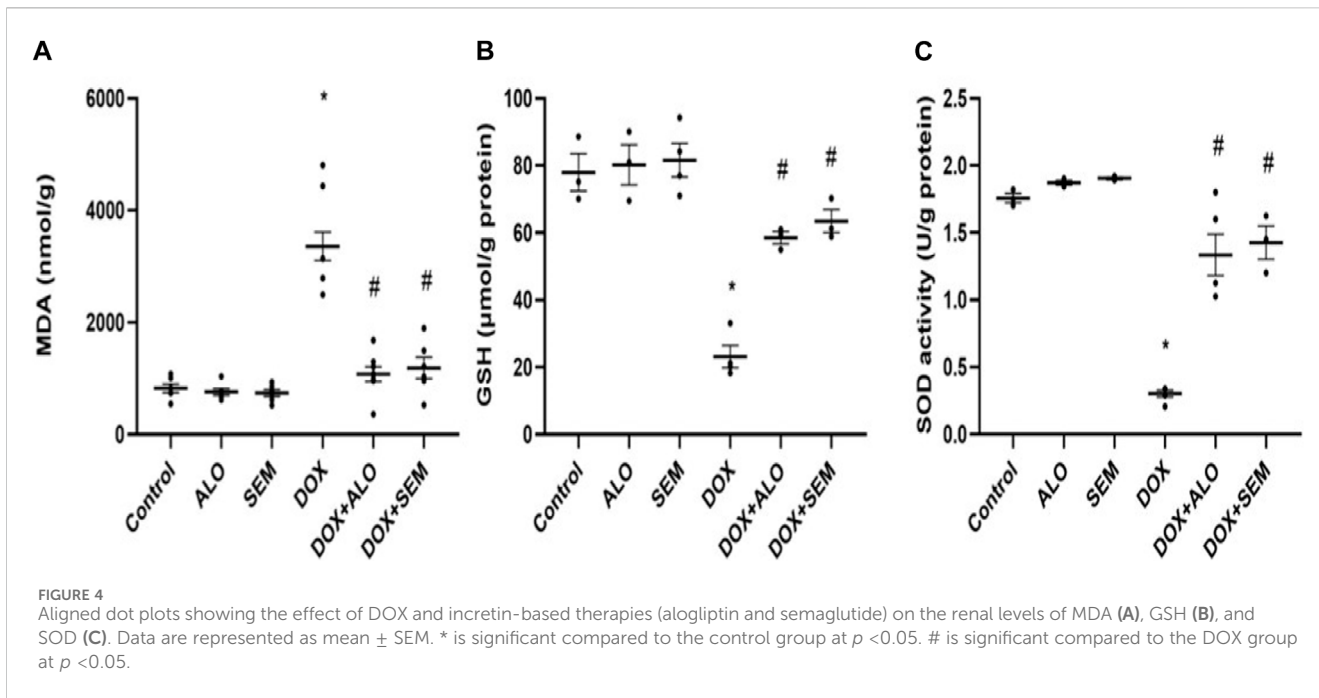 A
B
C
MDA (nmol/g)
6000
4000
2000
0
*
#
#
Control
ALO
SEM
DOX
DOX+ALO
DOX+SEM
GSH (µmol/g protein)
100
80
60
40
20
0
*
#
#
Control
ALO
SEM
DOX
DOX+ALO
DOX+SEM
SOD activity (U/g protein)
2.5
2.0
1.5
1.0
0.5
0.0
*
#
#
Control
ALO
SEM
DOX
DOX+ALO
DOX+SEM
FIGURE 4
Aligned dot plots showing the effect of DOX and incretin-based therapies (alogliptin and semaglutide) on the renal levels of MDA (A), GSH (B), and
SOD (C). Data are represented as mean ± SEM. * is significant compared to the control group at p <0.05. # is significant compared to the DOX group
at p <0.05.